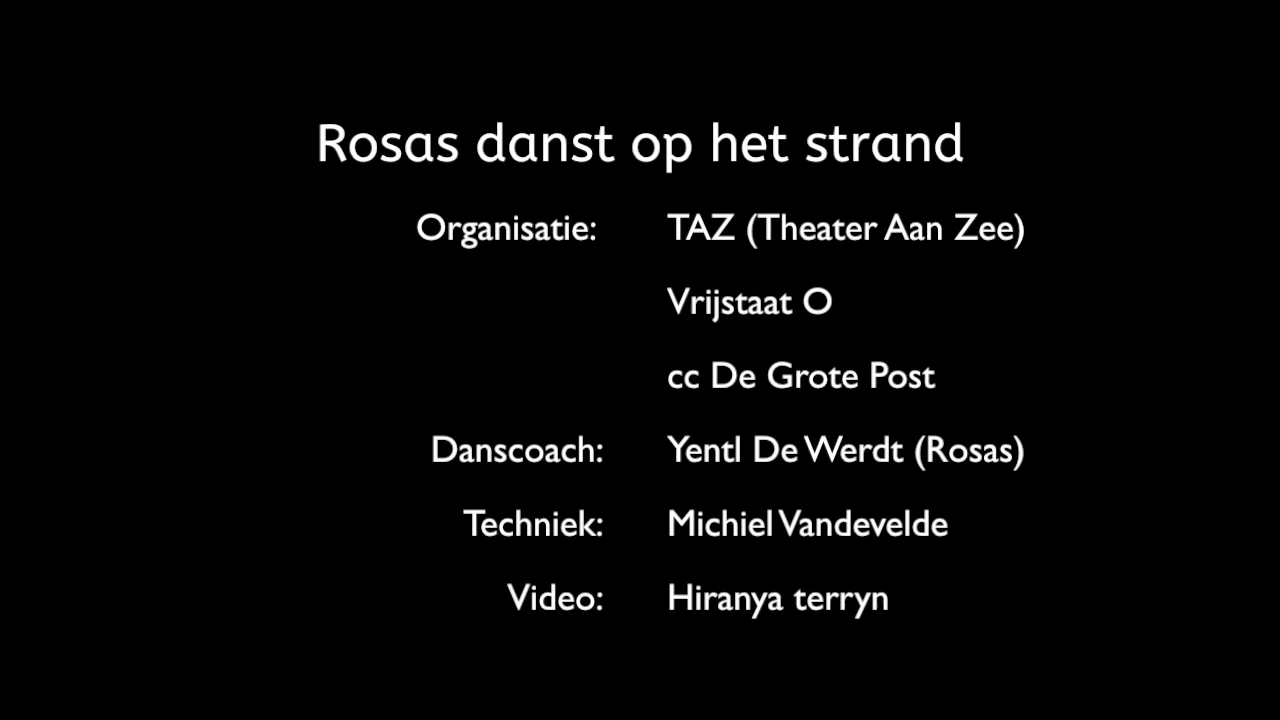 Rosas danst op het strand
Organisatie: TAZ (Theater Aan Zee)
Vrijstaat O
cc De Grote Post
Danscoach: Yentl De Werdt (Rosas)
Techniek: Michiel Vandevelde
Video: Hiranya terryn